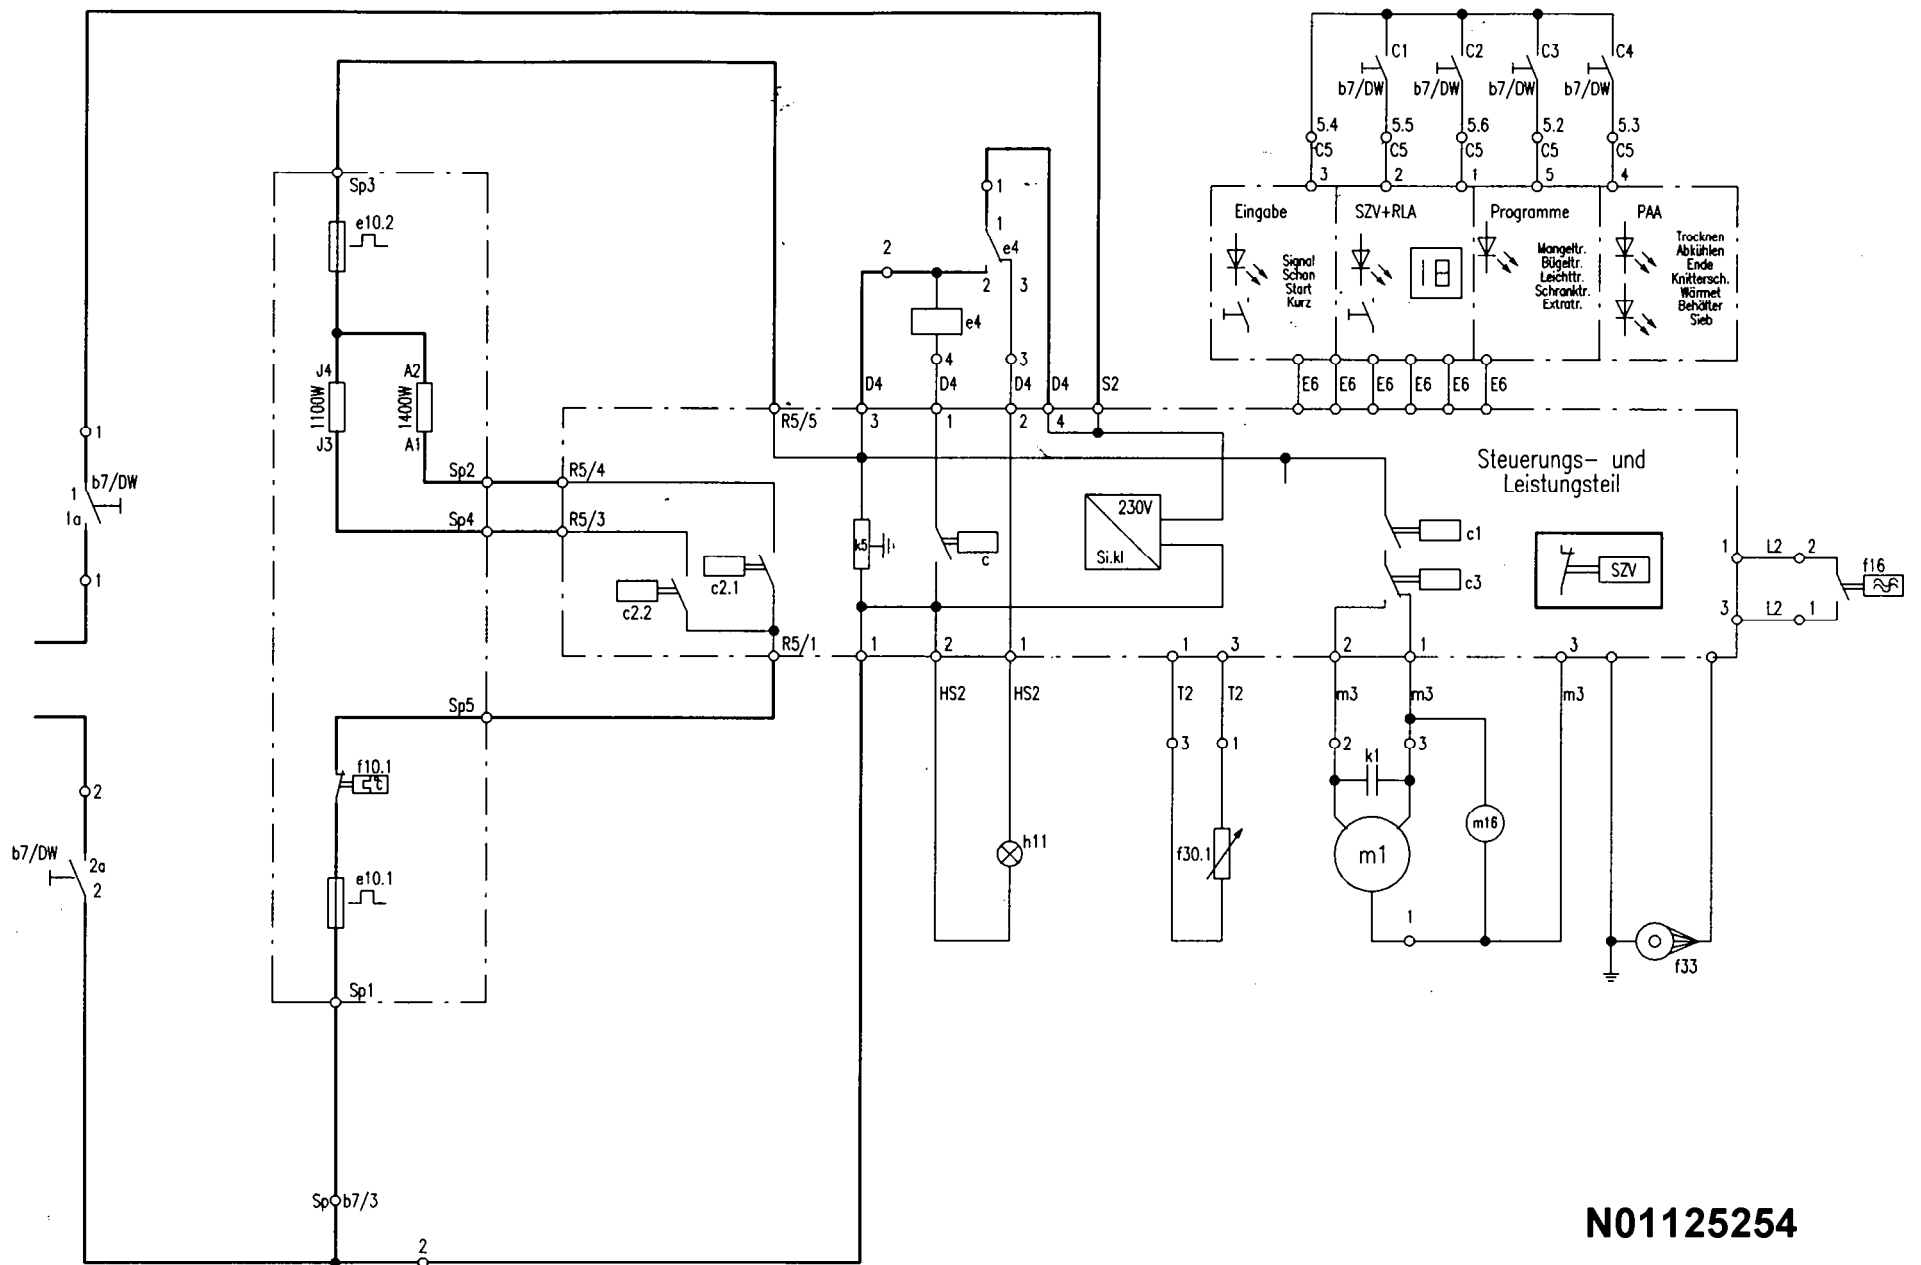 C1 C2 C3 C4
b7/DW b7/DW b7/DW b7/DW
5.4 5.5 5.6 5.2 5.3
C5 C5 C5 C5 C5
3 2 1 5 4
Eingabe SZV+RLA Programme PAA
Signal
Schon
Start
Kurz
Mangeltr.
Bügeltr.
Leichttr.
Schranktr.
Extratr.
Trocknen
Abkühlen
Ende
Knittersch.
Wärmet
Behälter
Sieb
E6 E6 E6 E6 E6 E6
Sp3
e10.2
1
1
e4
2
2 3
e4
4 3
J4 A2
1100W 1400W
J3 A1
D4 D4 D4 D4 S2
R5/5 3 1 2 4
1
b7/DW
1
1a
1
Sp2 R5/4
Sp4 R5/3
c2.1
c2.2
k5
c
230V
Si.kl
c1
c3
Steuerungs- und
Leistungsteil
SZV
1 L2 2
f16
3 L2 1
R5/1 1 2 1 1 3 2 1 3
Sp5
HS2 HS2 T2 T2 m3 m3 m3
3 1 2 3
k1
f10.1
2
b7/DW
2a
2
e10.1
h11
f30.1
m1
m16
1
f33
Sp1
Sp b7/3
2
N01125254